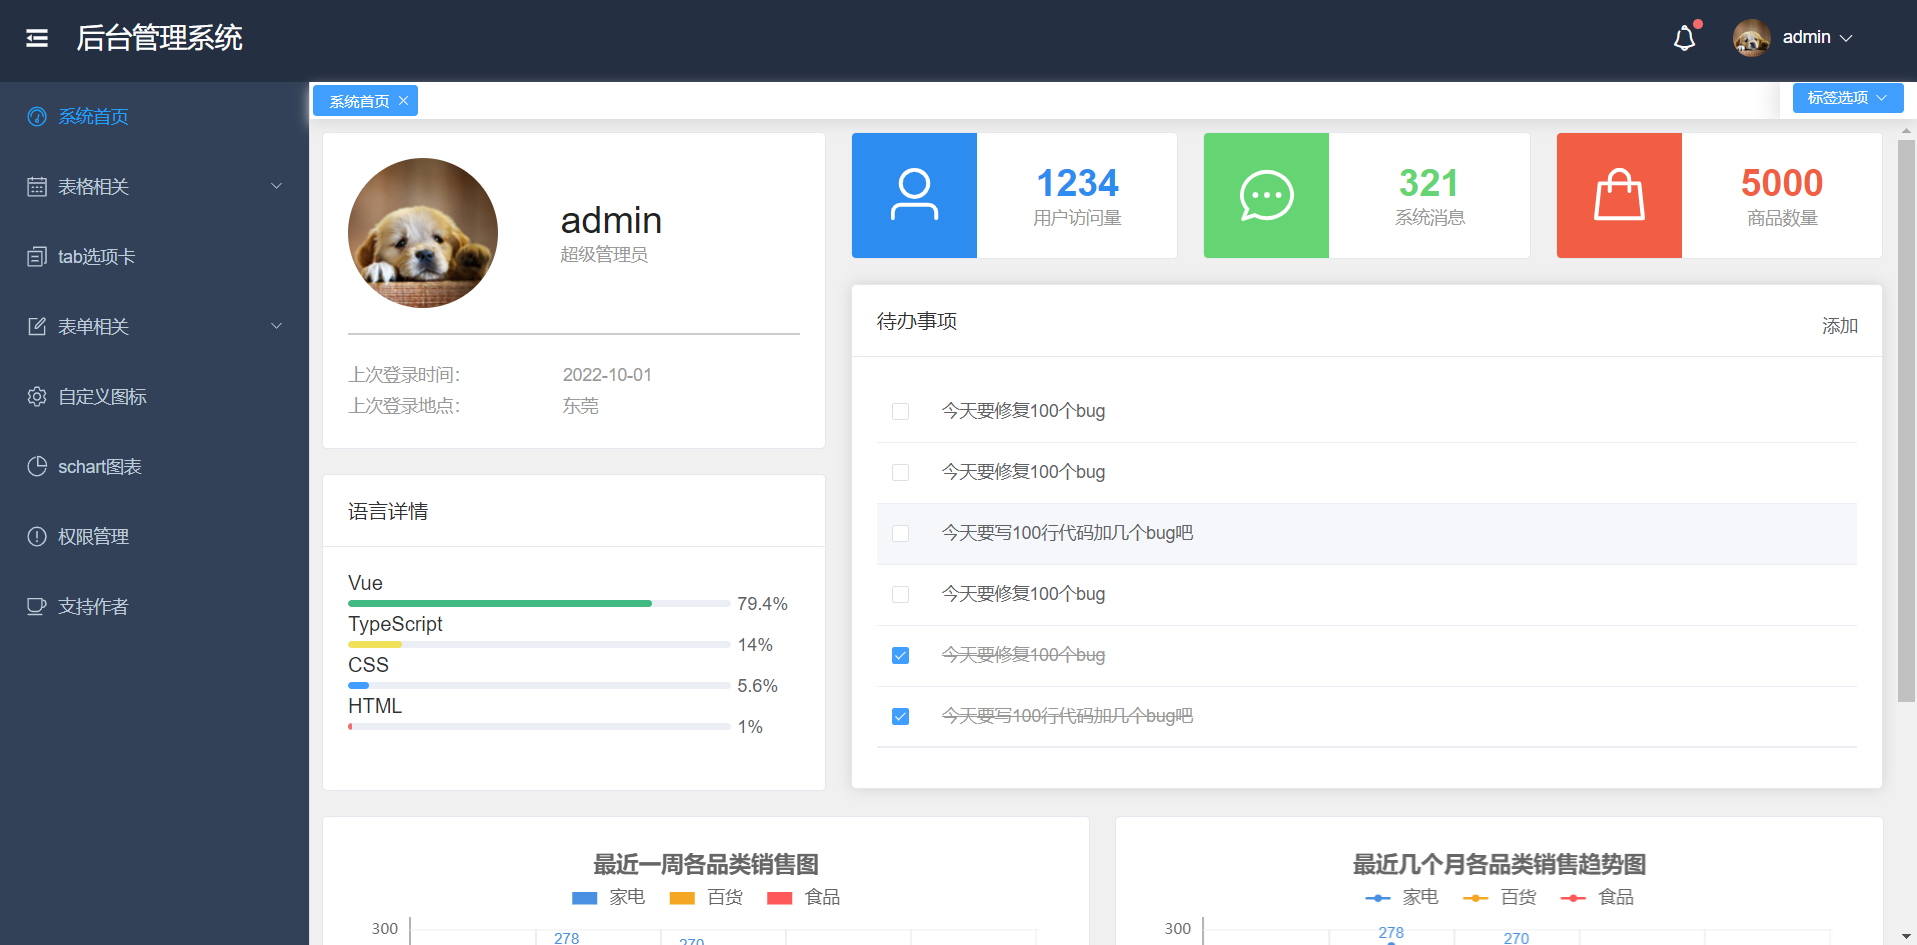 后台管理系统
admin
系统首页
表格相关
tab选项卡
表单相关
自定义图标
schart图表
权限管理
支持作者
系统首页
标签选项
admin
超级管理员
上次登录时间：
2022-10-01
上次登录地点：
东莞
语言详情
Vue
79.4%
TypeScript
14%
CSS
5.6%
HTML
1%
1234
用户访问量
321
系统消息
5000
商品数量
待办事项
添加
今天要修复100个bug
今天要修复100个bug
今天要写100行代码加几个bug吧
今天要修复100个bug
今天要修复100个bug
今天要写100行代码加几个bug吧
最近一周各品类销售图
家电 百货 食品
300
278
270
最近几个月各品类销售趋势图
家电 百货 食品
300
278
270